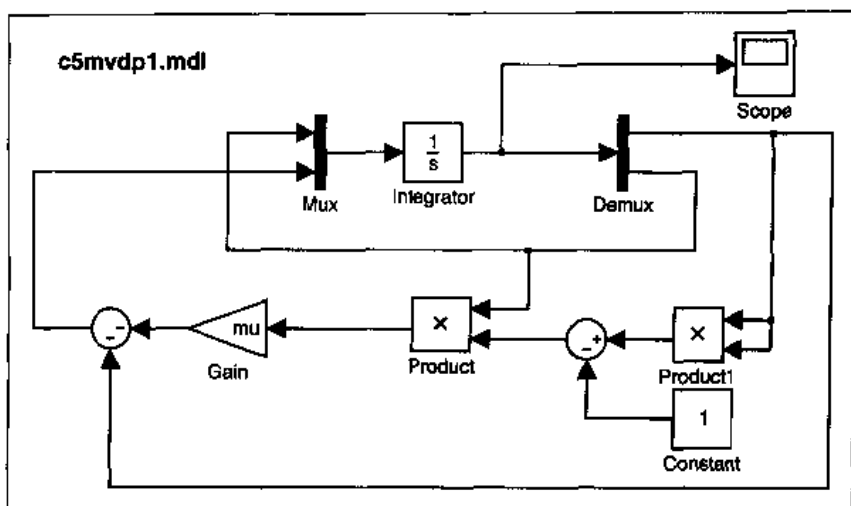 c5mvdp1.mdl
Scope
1
s
Mux
Integrator
Demux
mu
Gain
×
Product
- -
- +
×
Product1
1
Constant